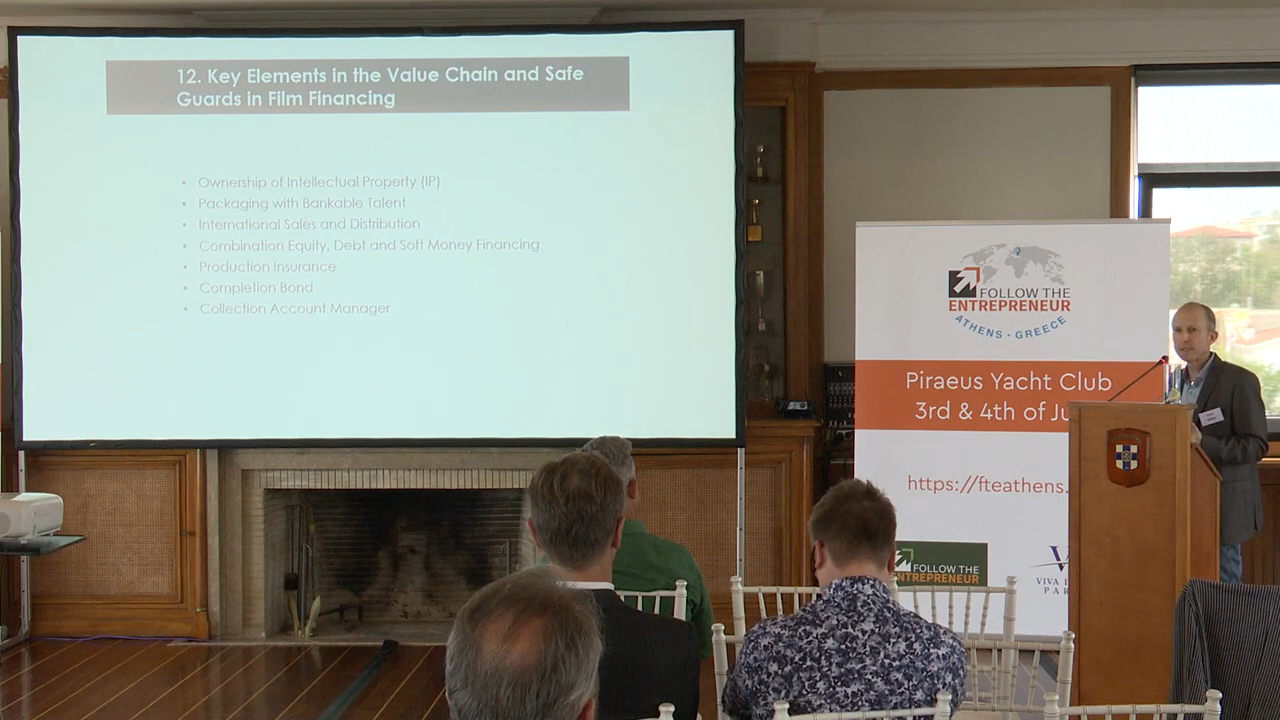 12. Key Elements in the Value Chain and Safe
Guards in Film Financing
• Ownership of Intellectual Property (IP)
• Packaging with Bankable Talent
• International Sales and Distribution
• Combination Equity, Debt and Soft Money Financing
• Production Insurance
• Completion Bond
• Collection Account Manager
FOLLOW THE
ENTREPRENEUR
ATHENS · GREECE
Piraeus Yacht Club
3rd & 4th of Ju
https://fteathens.
FOLLOW THE
ENTREPRENEUR
VIVA
PAR